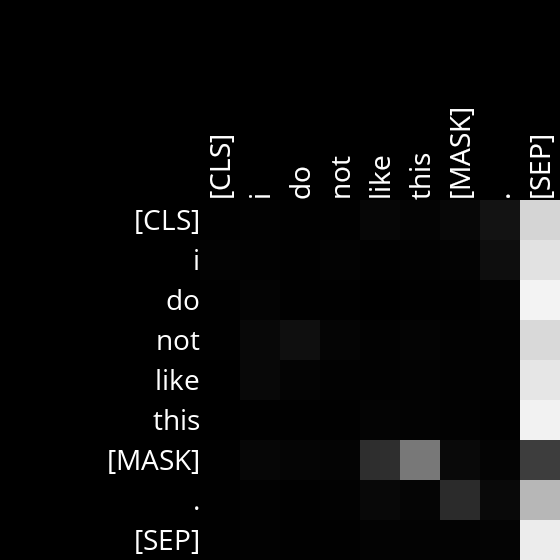 [CLS] i do not like this [MASK] . [SEP]
[CLS]
i
do
not
like
this
[MASK]
.
[SEP]